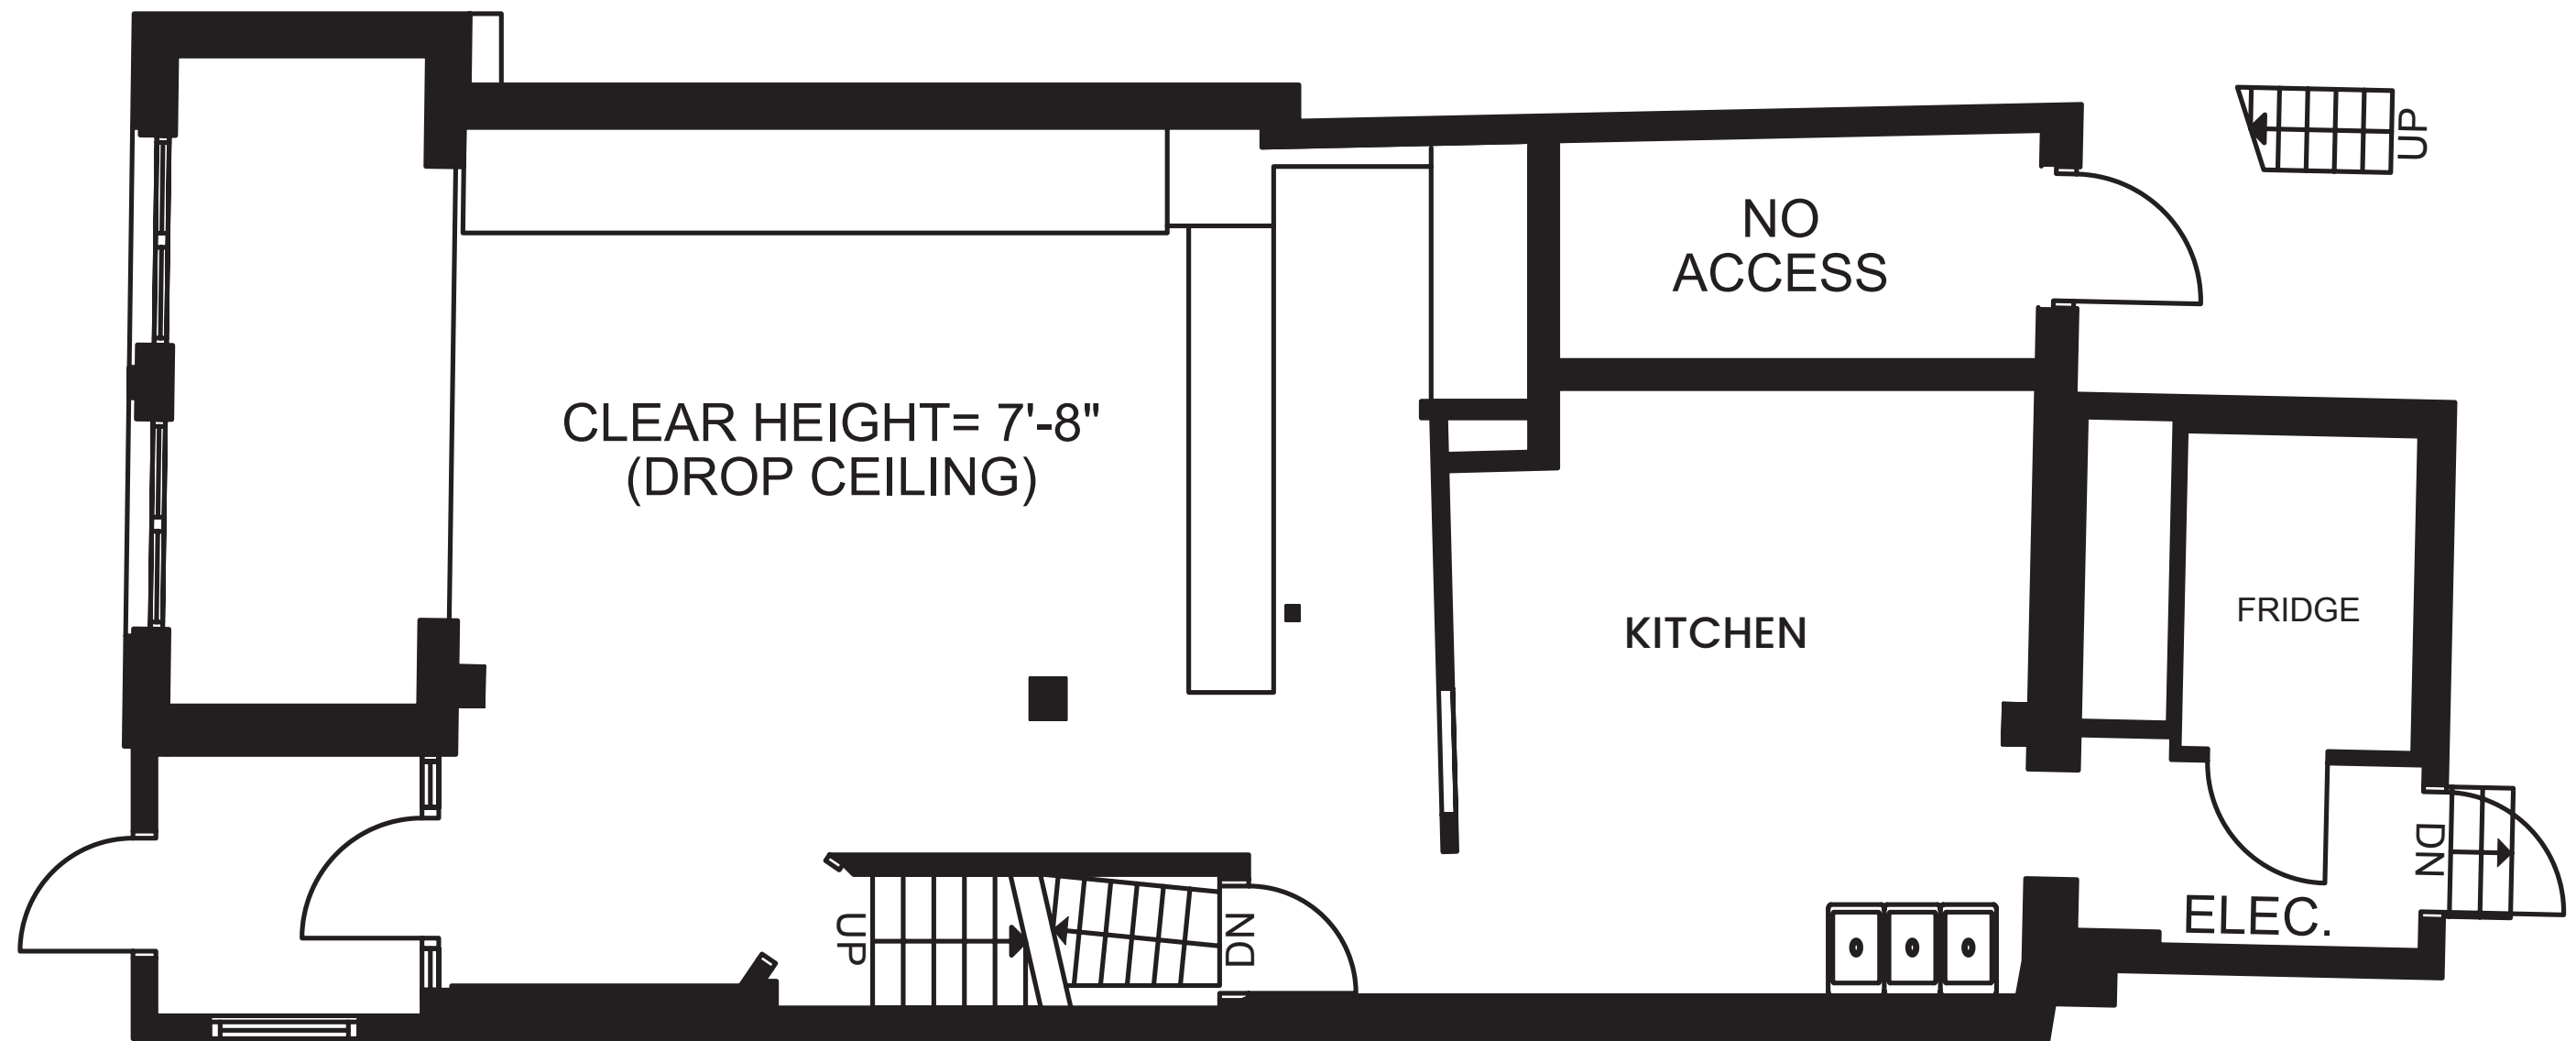 UP
NO
ACCESS
CLEAR HEIGHT= 7'-8"
(DROP CEILING)
FRIDGE
KITCHEN
DN
ELEC.
UP
DN